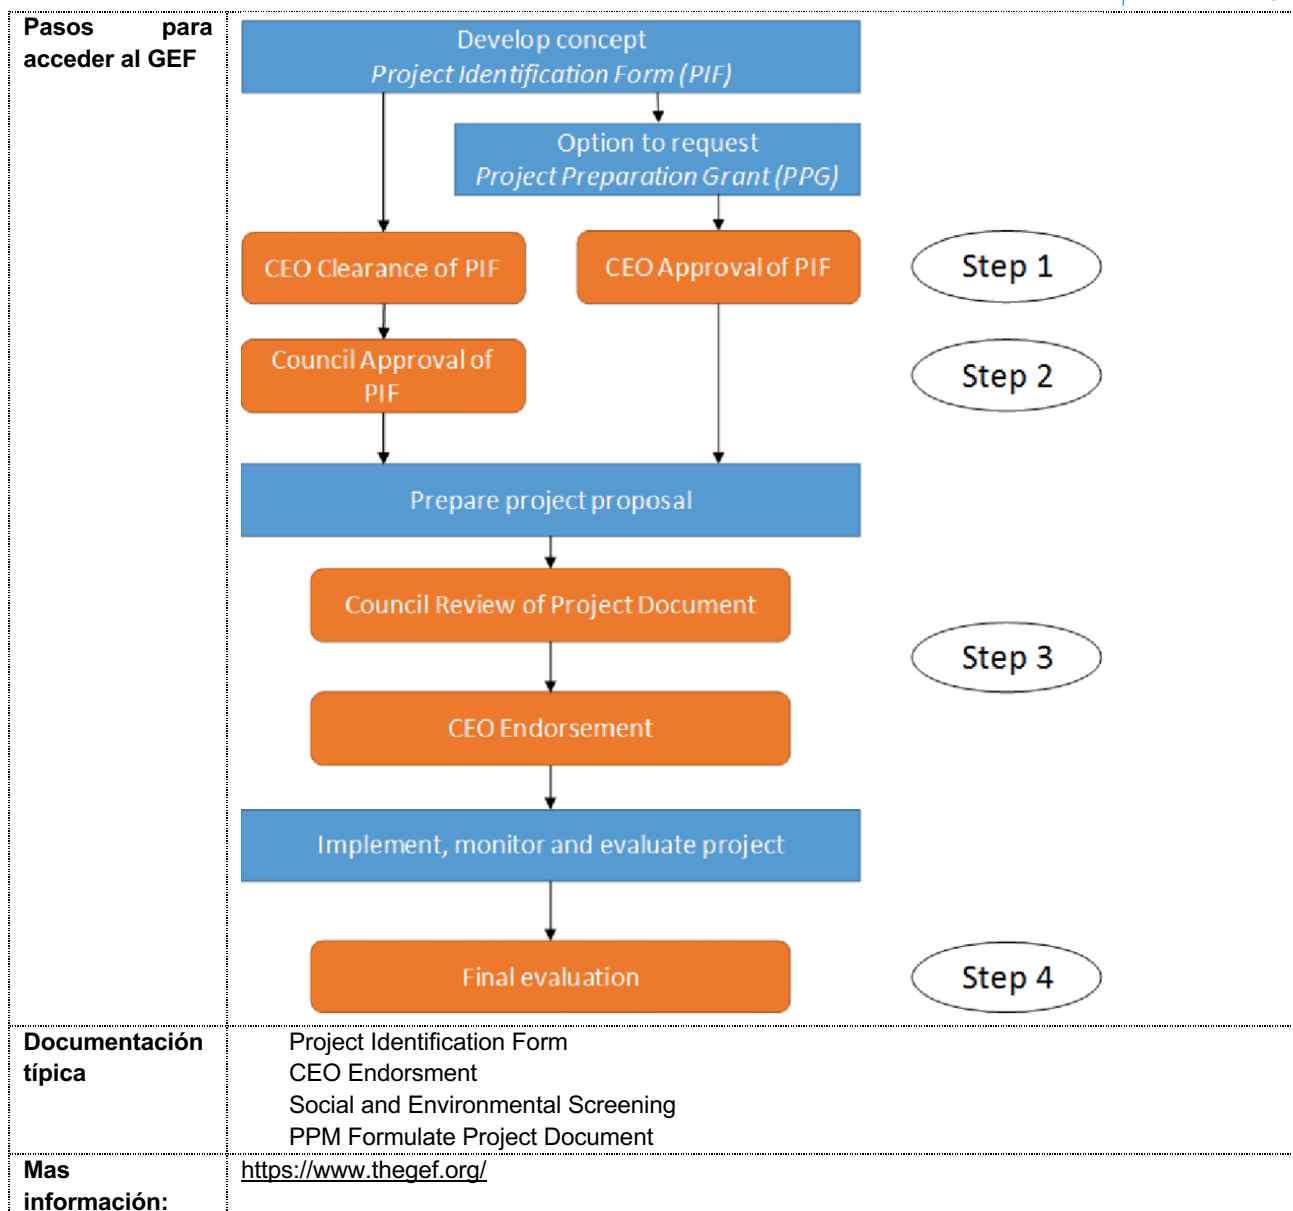 Pasos para
acceder al GEF
Develop concept
Project Identification Form (PIF)
Option to request
Project Preparation Grant (PPG)
CEO Clearance of PIF
CEO Approval of PIF
Step 1
Council Approval of
PIF
Step 2
Prepare project proposal
Council Review of Project Document
Step 3
CEO Endorsement
Implement, monitor and evaluate project
Final evaluation
Step 4
Documentación
típica
Project Identification Form
CEO Endorsment
Social and Environmental Screening
PPM Formulate Project Document
Mas
información:
https://www.thegef.org/